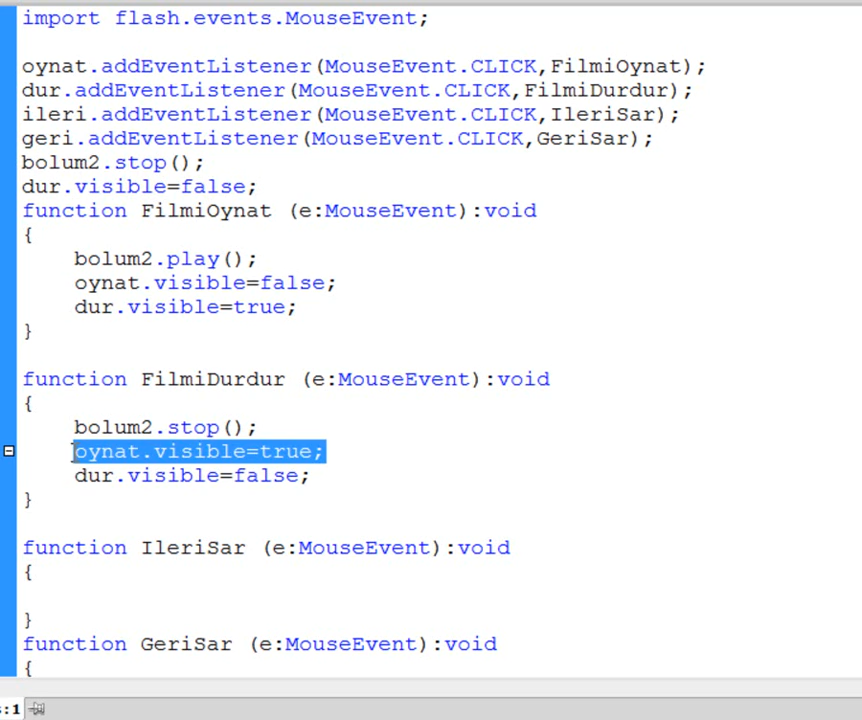 import flash.events.MouseEvent;
oynat.addEventListener(MouseEvent.CLICK,FilmiOynat);
dur.addEventListener(MouseEvent.CLICK,FilmiDurdur);
ileri.addEventListener(MouseEvent.CLICK,IleriSar);
geri.addEventListener(MouseEvent.CLICK,GeriSar);
bolum2.stop();
dur.visible=false;
function FilmiOynat (e:MouseEvent):void
{
bolum2.play();
oynat.visible=false;
dur.visible=true;
}
function FilmiDurdur (e:MouseEvent):void
{
bolum2.stop();
oynat.visible=true;
dur.visible=false;
}
function IleriSar (e:MouseEvent):void
{
}
function GeriSar (e:MouseEvent):void
{
:1